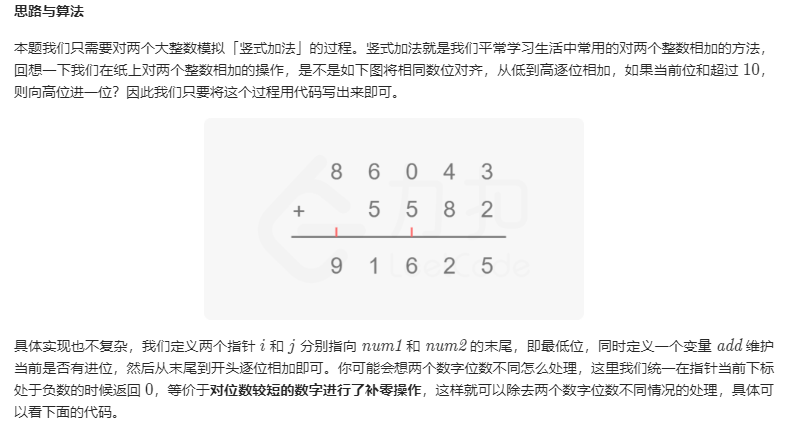 思路与算法
本题我们只需要对两个大整数模拟「竖式加法」的过程。竖式加法就是我们平常学习生活中常用的对两个整数相加的方法，
回想一下我们在纸上对两个整数相加的操作，是不是如下图将相同数位对齐，从低到高逐位相加，如果当前位和超过 10，
则向高位进一位？因此我们只要将这个过程用代码写出来即可。
8 6 0 4 3
+ 5 5 8 2
9 1 6 2 5
力扣
LeetCode
具体实现也不复杂，我们定义两个指针 i 和 j 分别指向 num1 和 num2 的末尾，即最低位，同时定义一个变量 add 维护
当前是否有进位，然后从末尾到开头逐位相加即可。你可能会想两个数字位数不同怎么处理，这里我们统一在指针当前下标
处于负数的时候返回 0，等价于对位数较短的数字进行了补零操作，这样就可以除去两个数字位数不同情况的处理，具体可
以看下面的代码。